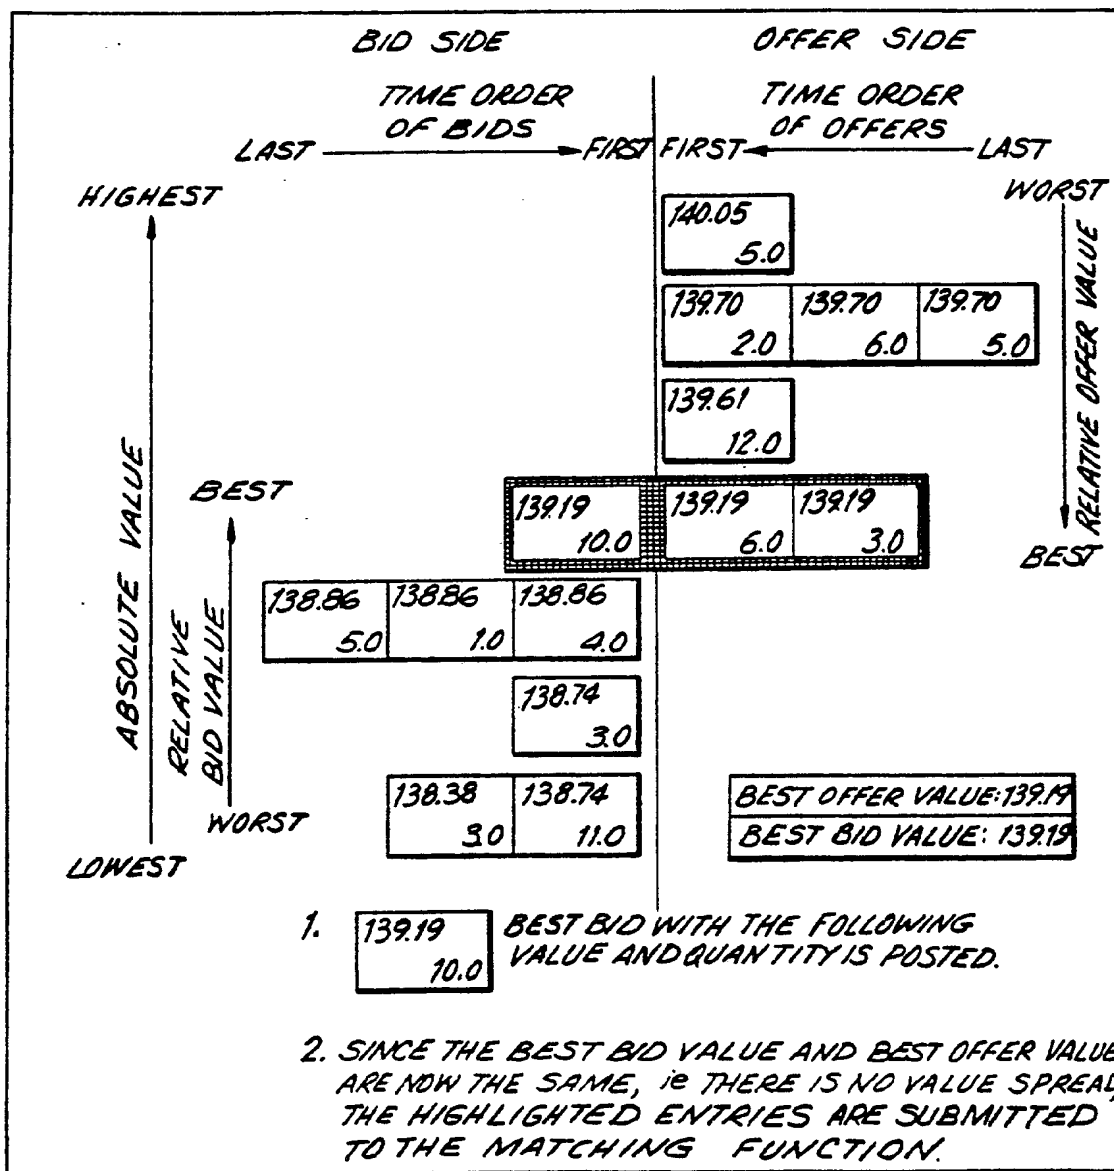 BID SIDE
OFFER SIDE
TIME ORDER
OF BIDS
TIME ORDER
OF OFFERS
LAST
FIRST
FIRST
LAST
HIGHEST
WORST
140.05
5.0
139.70
139.70
139.70
2.0
6.0
5.0
RELATIVE OFFER VALUE
139.61
12.0
BEST
139.19
139.19
139.19
10.0
6.0
3.0
BEST
ABSOLUTE VALUE
RELATIVE
BID VALUE
138.86
138.86
138.86
5.0
1.0
4.0
138.74
3.0
138.38
138.74
3.0
11.0
WORST
LOWEST
BEST OFFER VALUE: 139.19
BEST BID VALUE: 139.19
1.
139.19
10.0
BEST BID WITH THE FOLLOWING
VALUE AND QUANTITY IS POSTED.
2. SINCE THE BEST BID VALUE AND BEST OFFER VALUE
ARE NOW THE SAME, ie THERE IS NO VALUE SPREAD,
THE HIGHLIGHTED ENTRIES ARE SUBMITTED
TO THE MATCHING FUNCTION.